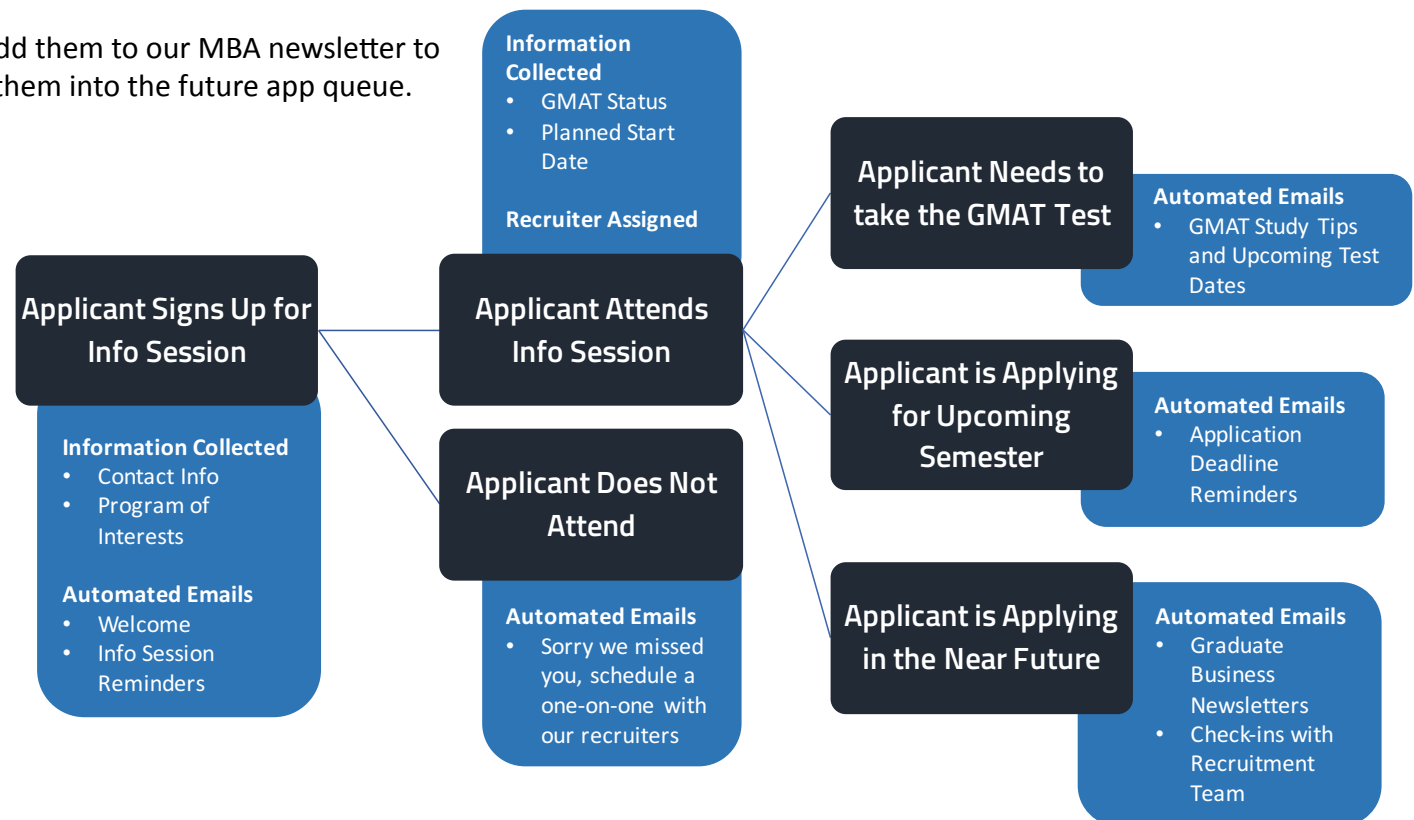 dd them to our MBA newsletter to
them into the future app queue.
Applicant Signs Up for
Info Session
Information Collected
• Contact Info
• Program of
Interests
Automated Emails
• Welcome
• Info Session
Reminders
Information
Collected
• GMAT Status
• Planned Start
Date
Recruiter Assigned
Applicant Attends
Info Session
Applicant Does Not
Attend
Automated Emails
• Sorry we missed
you, schedule a
one-on-one with
our recruiters
Applicant Needs to
take the GMAT Test
Automated Emails
• GMAT Study Tips
and Upcoming Test
Dates
Applicant is Applying
for Upcoming
Semester
Automated Emails
• Application
Deadline
Reminders
Applicant is Applying
in the Near Future
Automated Emails
• Graduate
Business
Newsletters
• Check-ins with
Recruitment
Team